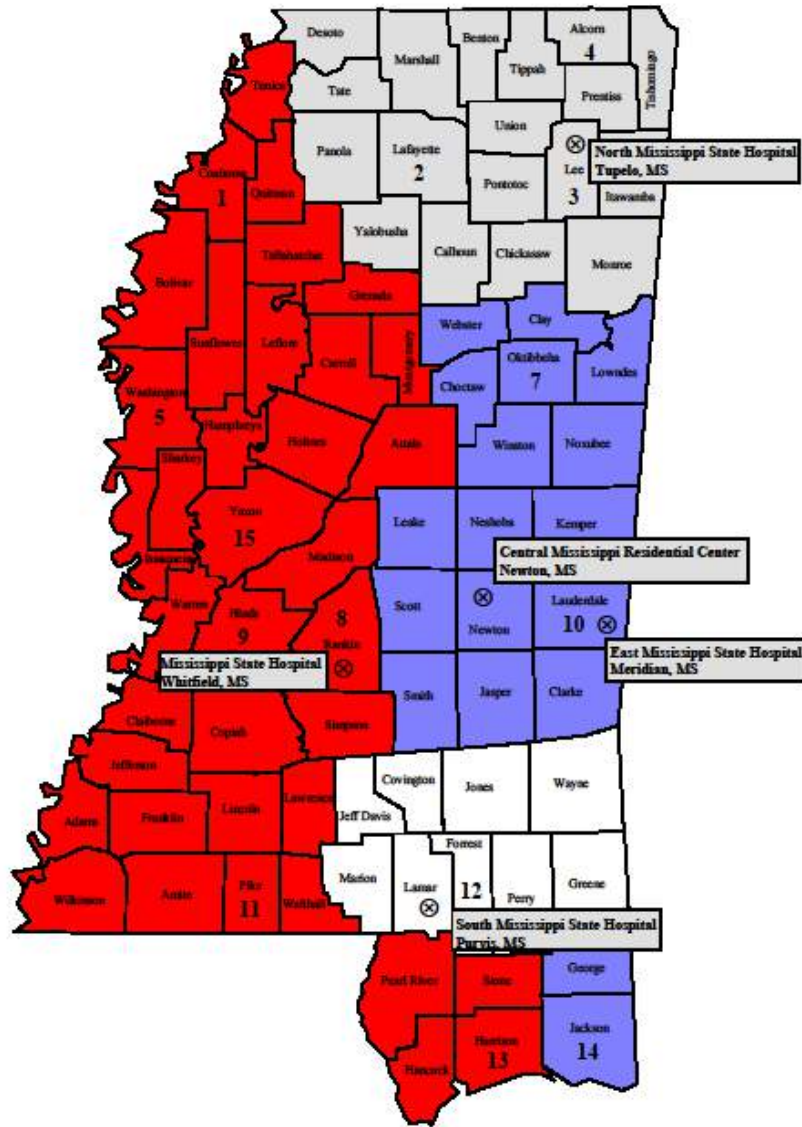 Desoto
Benton
Alcorn
4
Marshall
Tippah
Tishomingo
Tunica
Tate
Prentiss
Union
Panola
Lafayette
2
Lee
3
North Mississippi State Hospital
Tupelo, MS
Coahoma
1
Quitman
Pontotoc
Itawamba
Yalobusha
Tallahatchie
Calhoun
Chickasaw
Monroe
Bolivar
Grenada
Webster
Clay
Sunflower
Leflore
Carroll
Montgomery
Oktibbeha
7
Lowndes
Choctaw
Washington
5
Humphreys
Holmes
Attala
Winston
Noxubee
Sharkey
Yazoo
15
Leake
Neshoba
Kemper
Madison
Central Mississippi Residential Center
Newton, MS
Warren
Hinds
9
8
Rankin
Scott
Newton
Lauderdale
10
Mississippi State Hospital
Whitfield, MS
East Mississippi State Hospital
Meridian, MS
Smith
Jasper
Clarke
Claiborne
Copiah
Simpson
Jefferson
Covington
Jones
Wayne
Adams
Franklin
Lincoln
Lawrence
Jeff Davis
Forrest
Wilkinson
Amite
Pike
11
Walthall
Marion
Lamar
12
Perry
Greene
South Mississippi State Hospital
Purvis, MS
Pearl River
Stone
George
Hancock
Harrison
13
Jackson
14